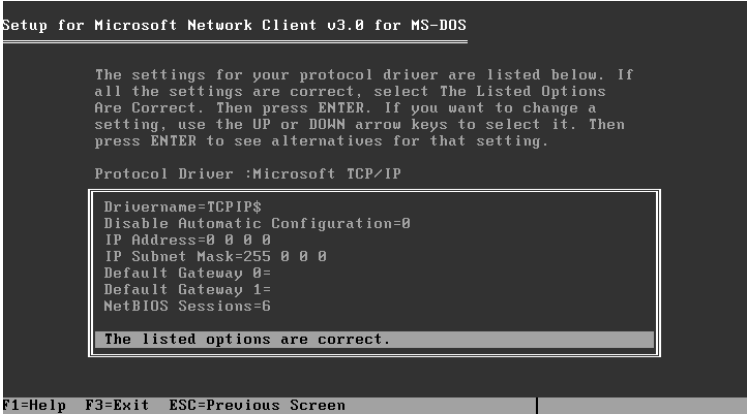 Setup for Microsoft Network Client v3.0 for MS-DOS
The settings for your protocol driver are listed below. If
all the settings are correct, select The Listed Options
Are Correct. Then press ENTER. If you want to change a
setting, use the UP or DOWN arrow keys to select it. Then
press ENTER to see alternatives for that setting.
Protocol Driver :Microsoft TCP/IP
Drivername=TCPIP$
Disable Automatic Configuration=0
IP Address=0 0 0 0
IP Subnet Mask=255 0 0 0
Default Gateway 0=
Default Gateway 1=
NetBIOS Sessions=6
The listed options are correct.
F1=Help  F3=Exit  ESC=Previous Screen